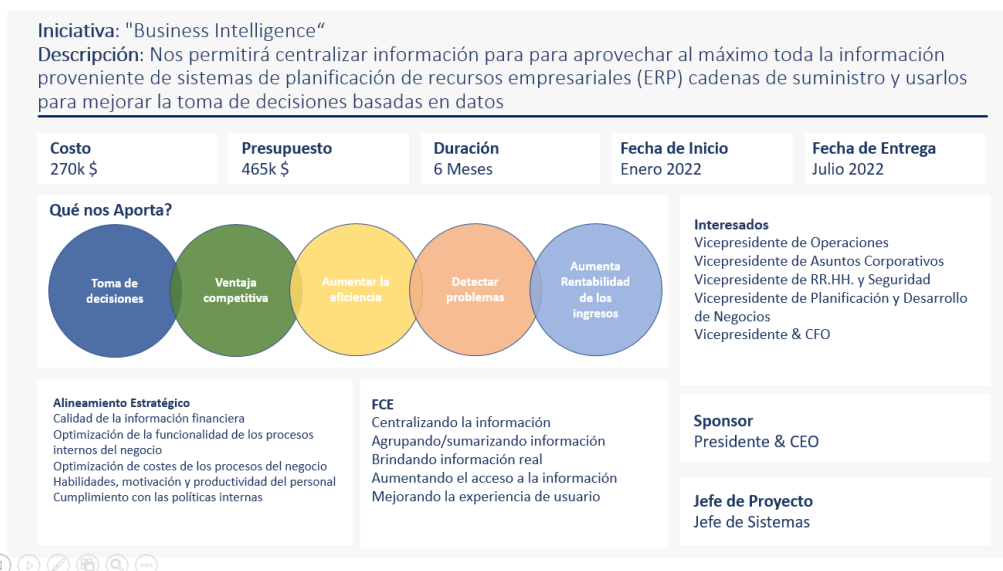 Iniciativa: "Business Intelligence“
Descripción: Nos permitirá centralizar información para para aprovechar al máximo toda la información
proveniente de sistemas de planificación de recursos empresariales (ERP) cadenas de suministro y usarlos
para mejorar la toma de decisiones basadas en datos
Costo
270k $
Presupuesto
465k $
Duración
6 Meses
Fecha de Inicio
Enero 2022
Fecha de Entrega
Julio 2022
Qué nos Aporta?
Toma de
decisiones
Ventaja
competitiva
Aumentar la
eficiencia
Detectar
problemas
Aumenta
Rentabilidad
de los
ingresos
Interesados
Vicepresidente de Operaciones
Vicepresidente de Asuntos Corporativos
Vicepresidente de RR.HH. y Seguridad
Vicepresidente de Planificación y Desarrollo
de Negocios
Vicepresidente & CFO
Alineamiento Estratégico
Calidad de la información financiera
Optimización de la funcionalidad de los procesos
internos del negocio
Optimización de costes de los procesos del negocio
Habilidades, motivación y productividad del personal
Cumplimiento con las políticas internas
FCE
Centralizando la información
Agrupando/sumarizando información
Brindando información real
Aumentando el acceso a la información
Mejorando la experiencia de usuario
Sponsor
Presidente & CEO
Jefe de Proyecto
Jefe de Sistemas